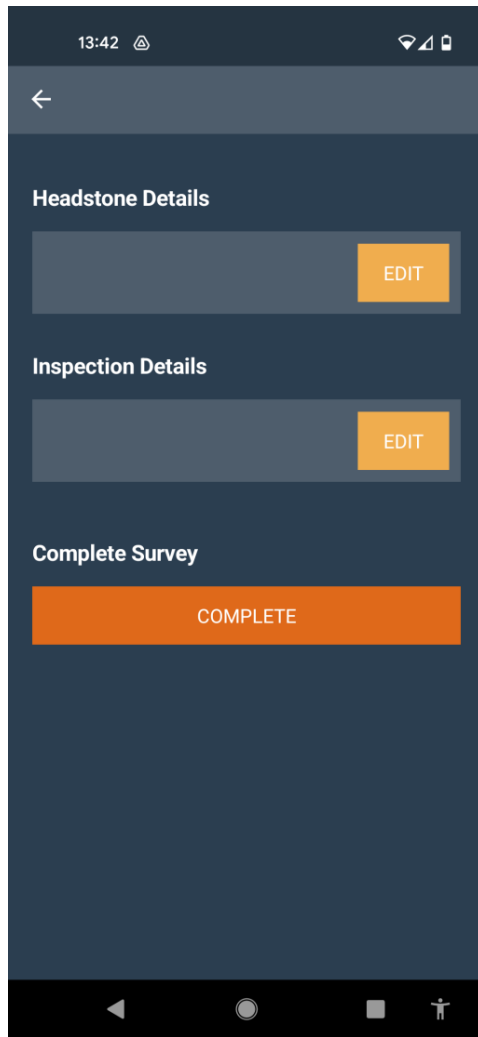 13:42
Headstone Details
EDIT
Inspection Details
EDIT
Complete Survey
COMPLETE